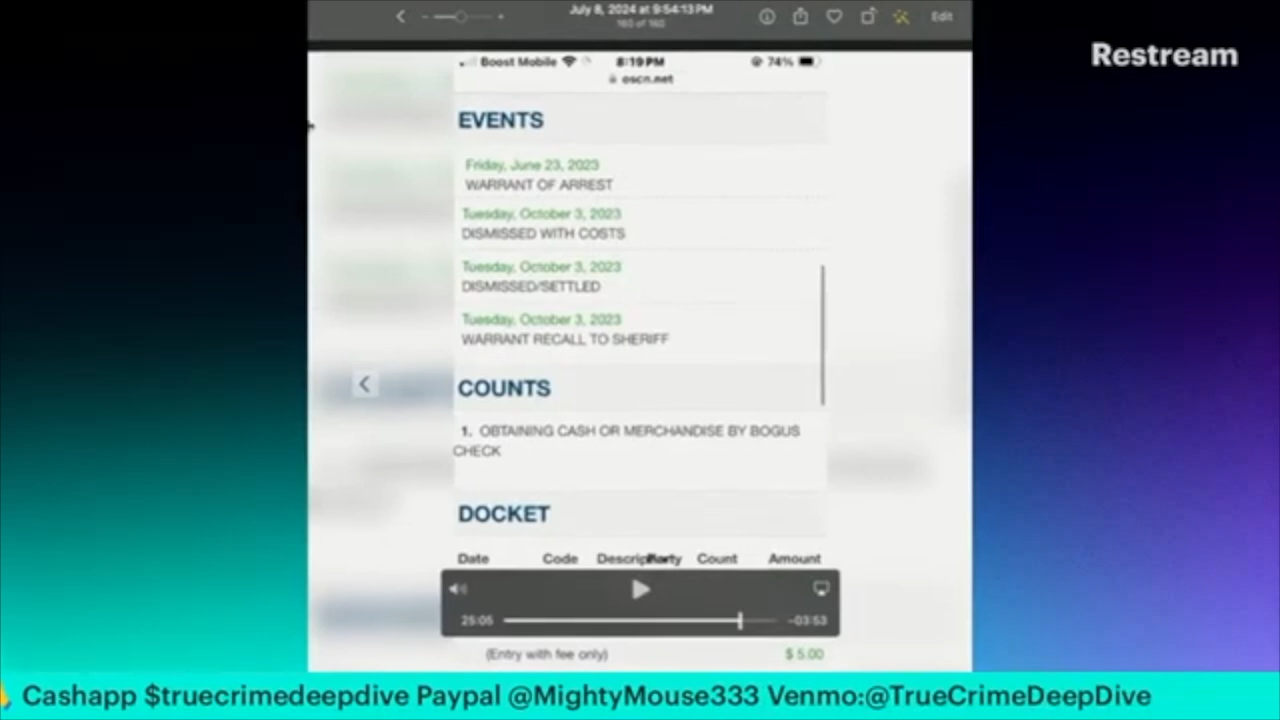 July 8, 2024 at 9:54:13 PM
160 of 160
Edit
Restream
Boost Mobile
8:19 PM
74%
oscn.net
EVENTS
Friday, June 23, 2023
WARRANT OF ARREST
Tuesday, October 3, 2023
DISMISSED WITH COSTS
Tuesday, October 3, 2023
DISMISSED/SETTLED
Tuesday, October 3, 2023
WARRANT RECALL TO SHERIFF
COUNTS
1. OBTAINING CASH OR MERCHANDISE BY BOGUS
CHECK
DOCKET
Date Code Count Amount
25:05 -03:53
(Entry with fee only) $ 5.00
Cashapp $truecrimedeepdive Paypal @MightyMouse333 Venmo:@TrueCrimeDeepDive